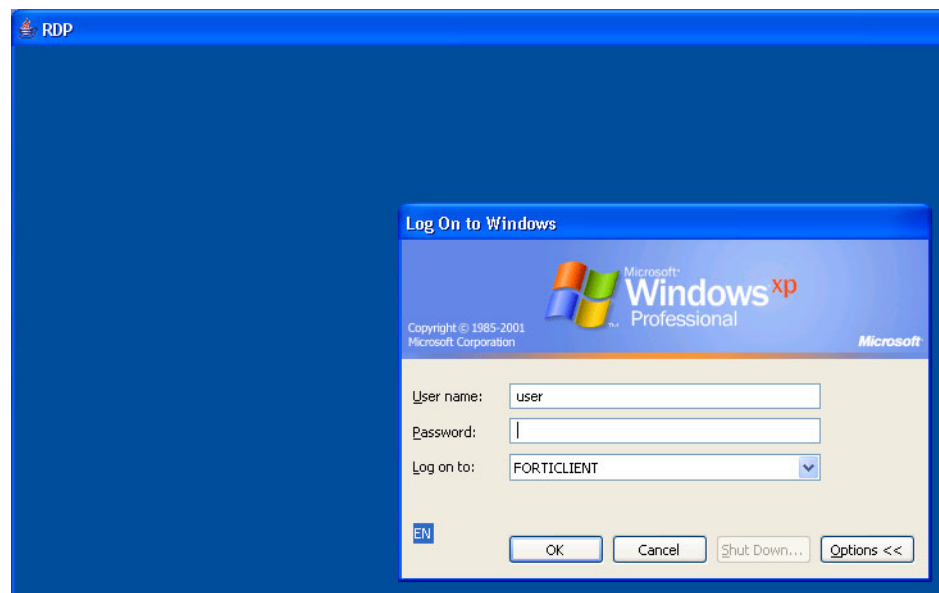 RDP
Log On to Windows
Microsoft®
Windows xp
Professional
TM
Copyright © 1985-2001
Microsoft Corporation
Microsoft
User name: user
Password:
Log on to: FORTICLIENT
EN
OK Cancel Shut Down... Options <<